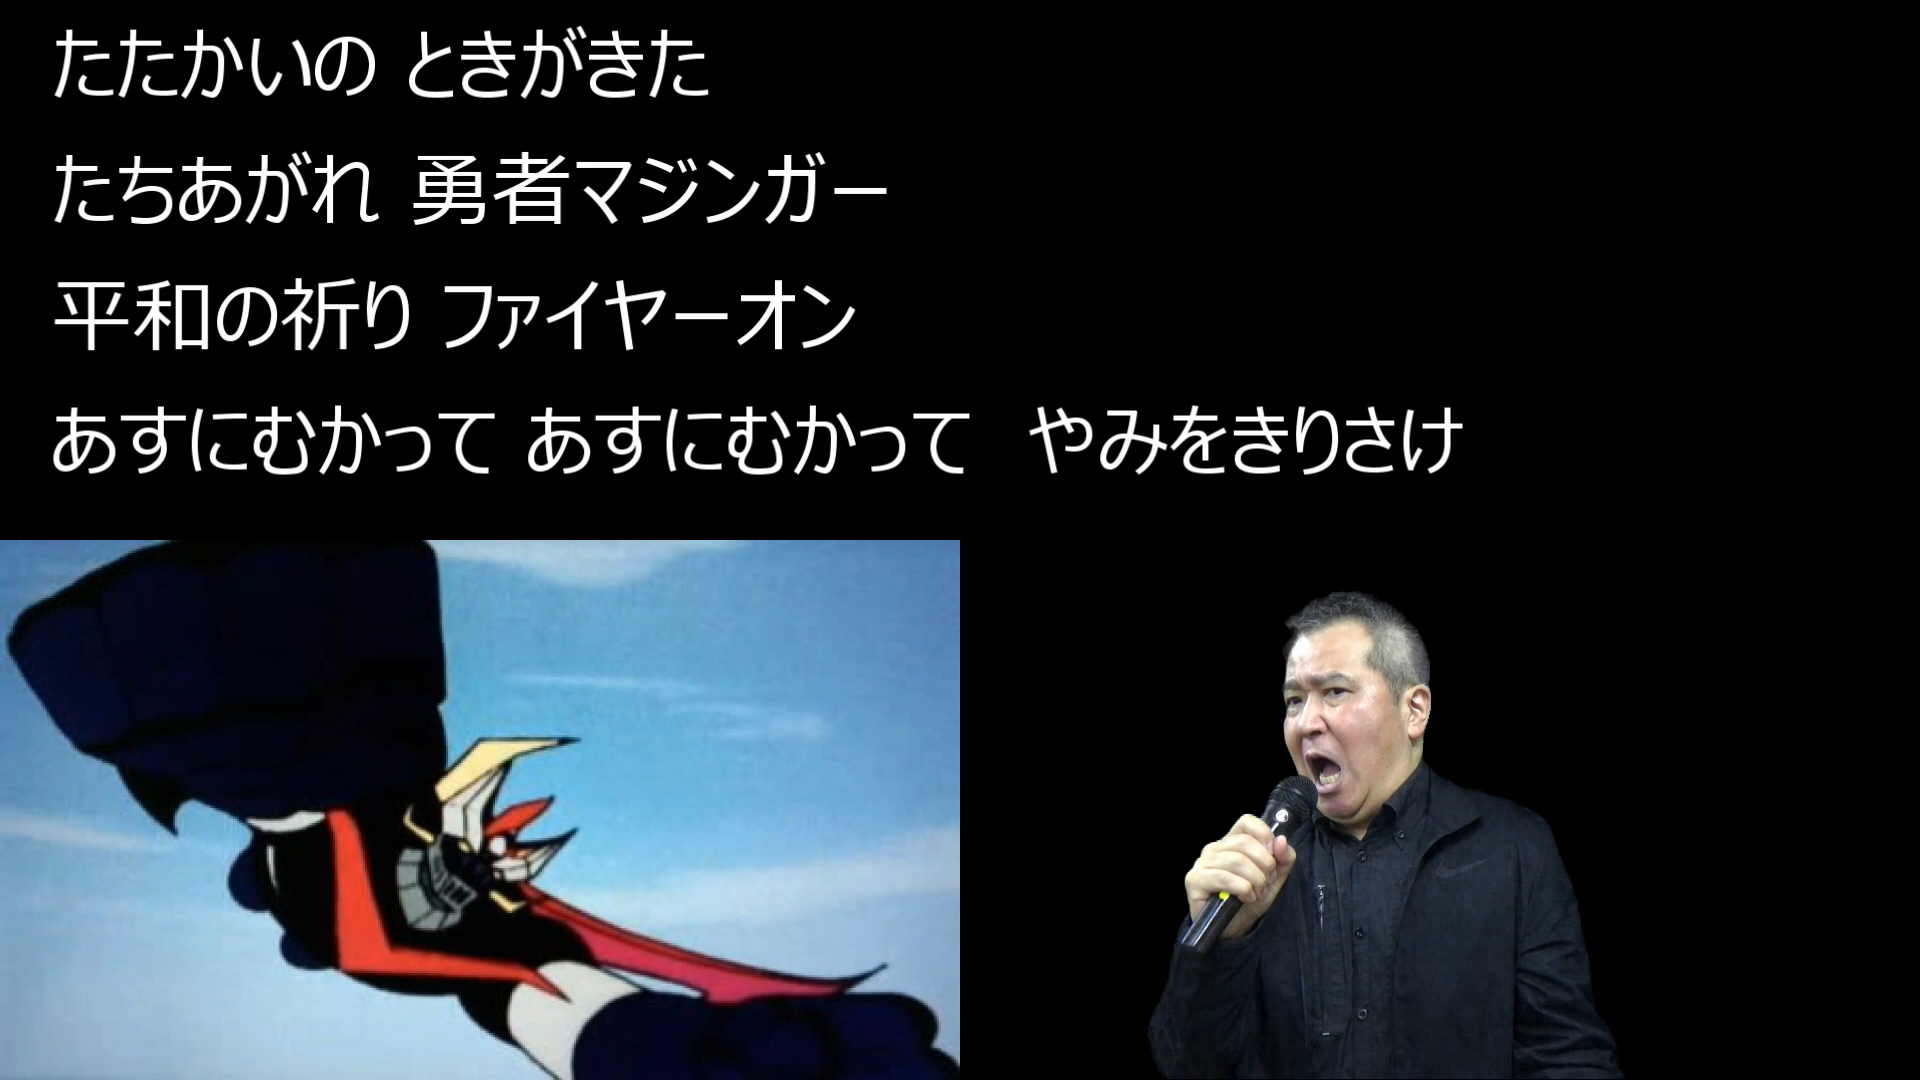 たたかいの ときがきた
たちあがれ 勇者マジンガー
平和の祈り ファイヤーオン
あすにむかって あすにむかって　やみをきりさけ